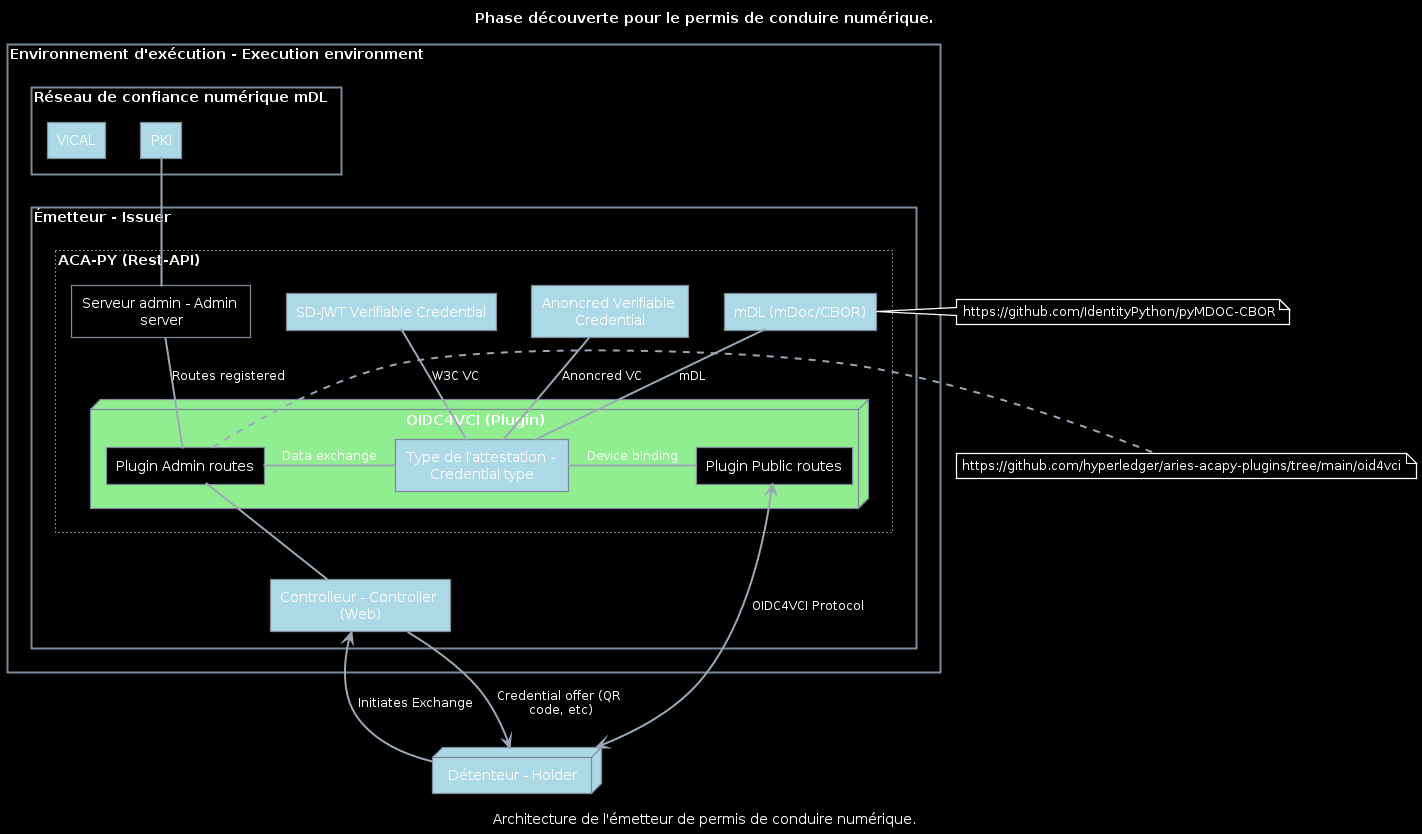 Phase découverte pour le permis de conduire numérique.
Environnement d'exécution - Execution environment
Réseau de confiance numérique mDL
VICAL
PKI
Émetteur - Issuer
ACA-PY (Rest-API)
Serveur admin - Admin
server
SD-JWT Verifiable Credential
Anoncred Verifiable
Credential
mDL (mDoc/CBOR)
https://github.com/IdentityPython/pyMDOC-CBOR
Routes registered
W3C VC
Anoncred VC
mDL
OIDC4VCI (Plugin)
Plugin Admin routes
Data exchange
Type de l'attestation -
Credential type
Device binding
Plugin Public routes
https://github.com/hyperledger/aries-acapy-plugins/tree/main/oid4vci
Controlleur - Controller
(Web)
OIDC4VCI Protocol
Initiates Exchange
Credential offer (QR
code, etc)
Détenteur - Holder
Architecture de l'émetteur de permis de conduire numérique.